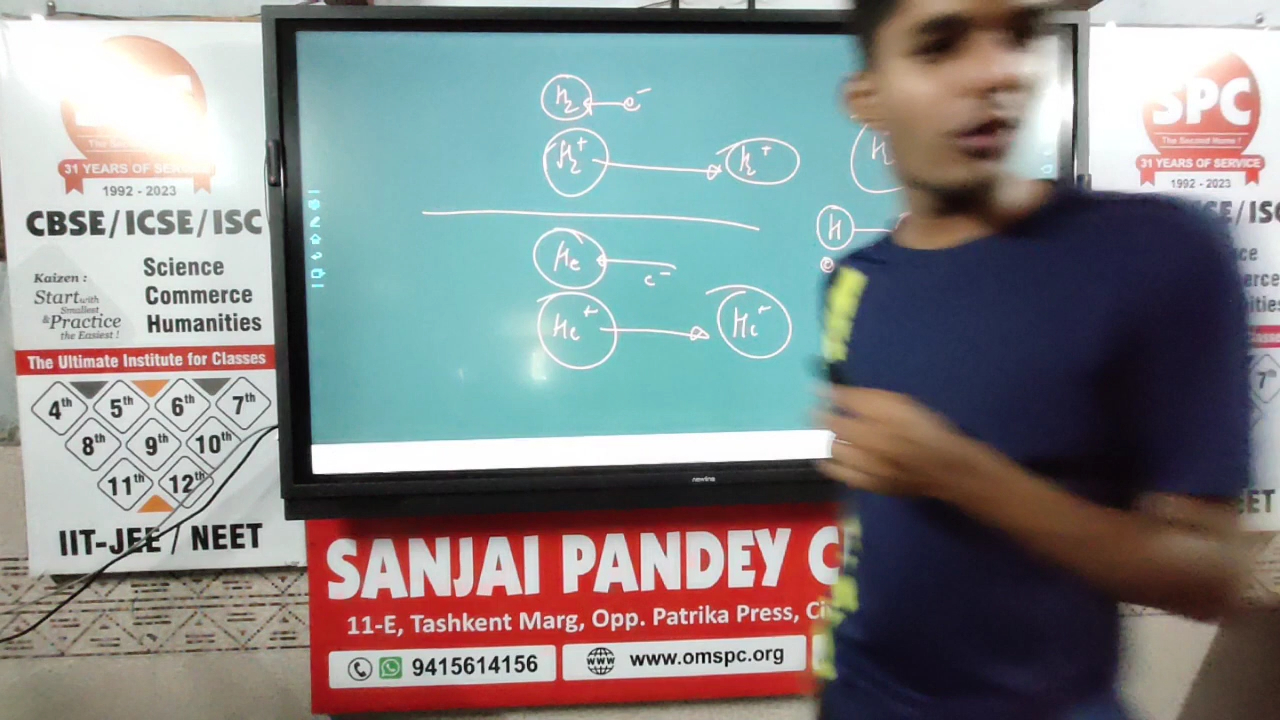 31 YEARS OF SERVICE
1992 - 2023
CBSE/ICSE/ISC
Kaizen :
Start with
Smallest
& Practice
the Easiest !
Science
Commerce
Humanities
The Ultimate Institute for Classes
4th 5th 6th 7th
8th 9th 10th
11th 12th
IIT-JEE / NEET
H2 e-
H2+ H2+
H
He e-
He+ He+
newline
SANJAI PANDEY C
11-E, Tashkent Marg, Opp. Patrika Press, Ci
9415614156
www.omspc.org
SPC
The Second Home !
31 YEARS OF SERVICE
1992 - 2023
7th